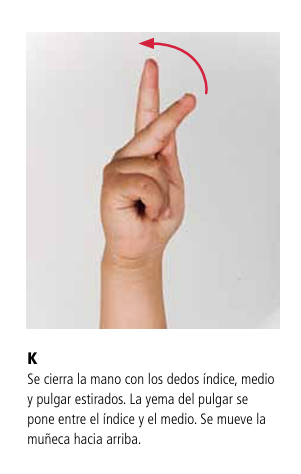 K
Se cierra la mano con los dedos índice, medio
y pulgar estirados. La yema del pulgar se
pone entre el índice y el medio. Se mueve la
muñeca hacia arriba.